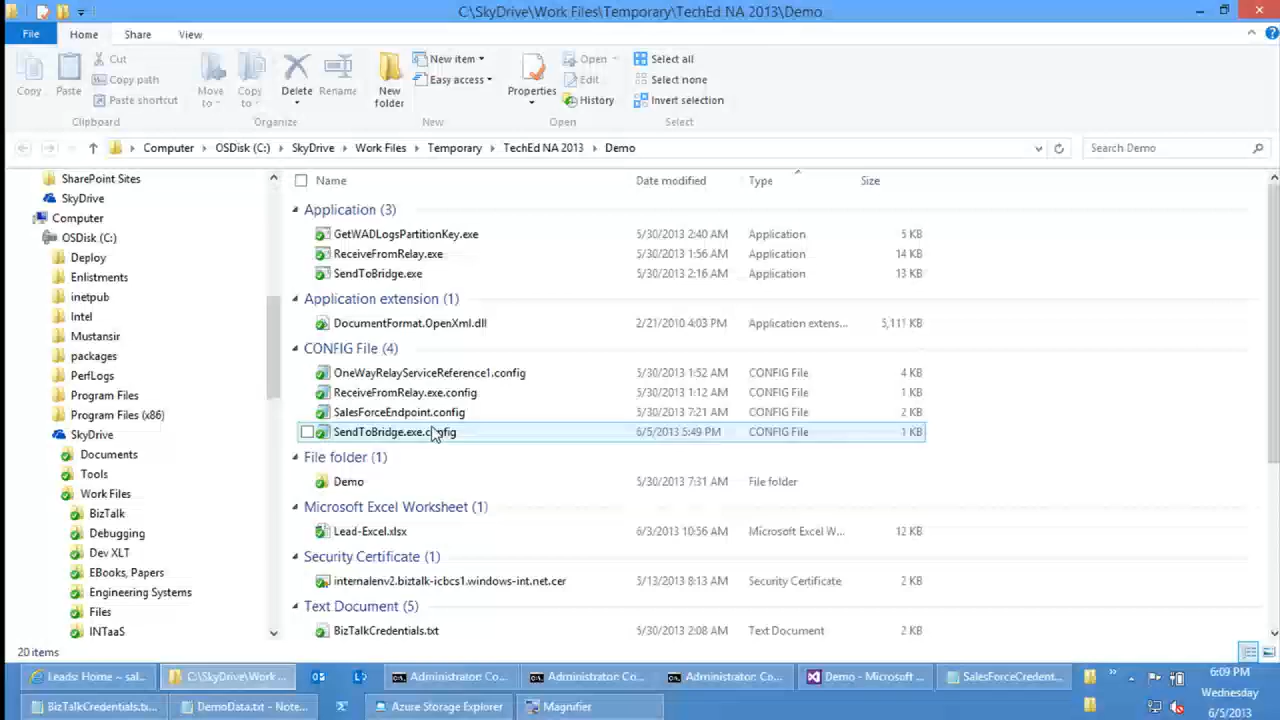 C:\SkyDrive\Work Files\Temporary\TechEd NA 2013\Demo
File Home Share View
Copy Paste Cut Copy path Paste shortcut Move to Copy to Delete Rename New folder New item Easy access Properties Open Edit History Select all Select none Invert selection
Clipboard Organize New Open Select
Computer OSDisk (C:) SkyDrive Work Files Temporary TechEd NA 2013 Demo Search Demo
SharePoint Sites
SkyDrive
Computer
OSDisk (C:)
Deploy
Enlistments
inetpub
Intel
Mustansir
packages
PerfLogs
Program Files
Program Files (x86)
SkyDrive
Documents
Tools
Work Files
BizTalk
Debugging
Dev XLT
EBooks, Papers
Engineering Systems
Files
INTaaS
Name Date modified Type Size
Application (3)
GetWADLogsPartitionKey.exe 5/30/2013 2:40 AM Application 5 KB
ReceiveFromRelay.exe 5/30/2013 1:56 AM Application 14 KB
SendToBridge.exe 5/30/2013 2:16 AM Application 13 KB
Application extension (1)
DocumentFormat.OpenXml.dll 2/21/2010 4:03 PM Application extens... 5,111 KB
CONFIG File (4)
OneWayRelayServiceReference1.config 5/30/2013 1:52 AM CONFIG File 4 KB
ReceiveFromRelay.exe.config 5/30/2013 1:12 AM CONFIG File 1 KB
SalesForceEndpoint.config 5/30/2013 7:21 AM CONFIG File 2 KB
SendToBridge.exe.config 6/5/2013 5:49 PM CONFIG File 1 KB
File folder (1)
Demo 5/30/2013 7:31 AM File folder
Microsoft Excel Worksheet (1)
Lead-Excel.xlsx 6/3/2013 10:56 AM Microsoft Excel W... 12 KB
Security Certificate (1)
internalenv2.biztalk-icbcs1.windows-int.net.cer 5/13/2013 8:13 AM Security Certificate 2 KB
Text Document (5)
BizTalkCredentials.txt 5/30/2013 2:08 AM Text Document 2 KB
20 items
Leads: Home ~ sal... C:\SkyDrive\Work ... Administrator: Co... Administrator: Co... Administrator: Co... Demo - Microsoft ... SalesForceCredent...
BizTalkCredentials.tx... DemoData.txt - Note... Azure Storage Explorer Magnifier
6:09 PM
Wednesday
6/5/2013